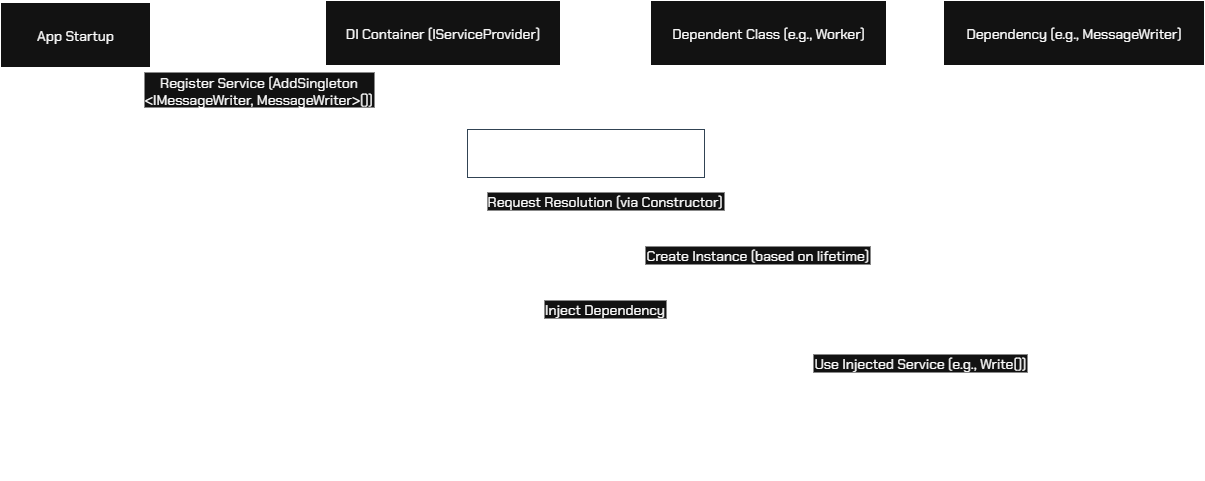 App Startup
DI Container (IServiceProvider)
Dependent Class (e.g., Worker)
Dependency (e.g., MessageWriter)
Register Service (AddSingleton
<IMessageWriter, MessageWriter>())
Request Resolution (via Constructor)
Create Instance (based on lifetime)
Inject Dependency
Use Injected Service (e.g., Write())